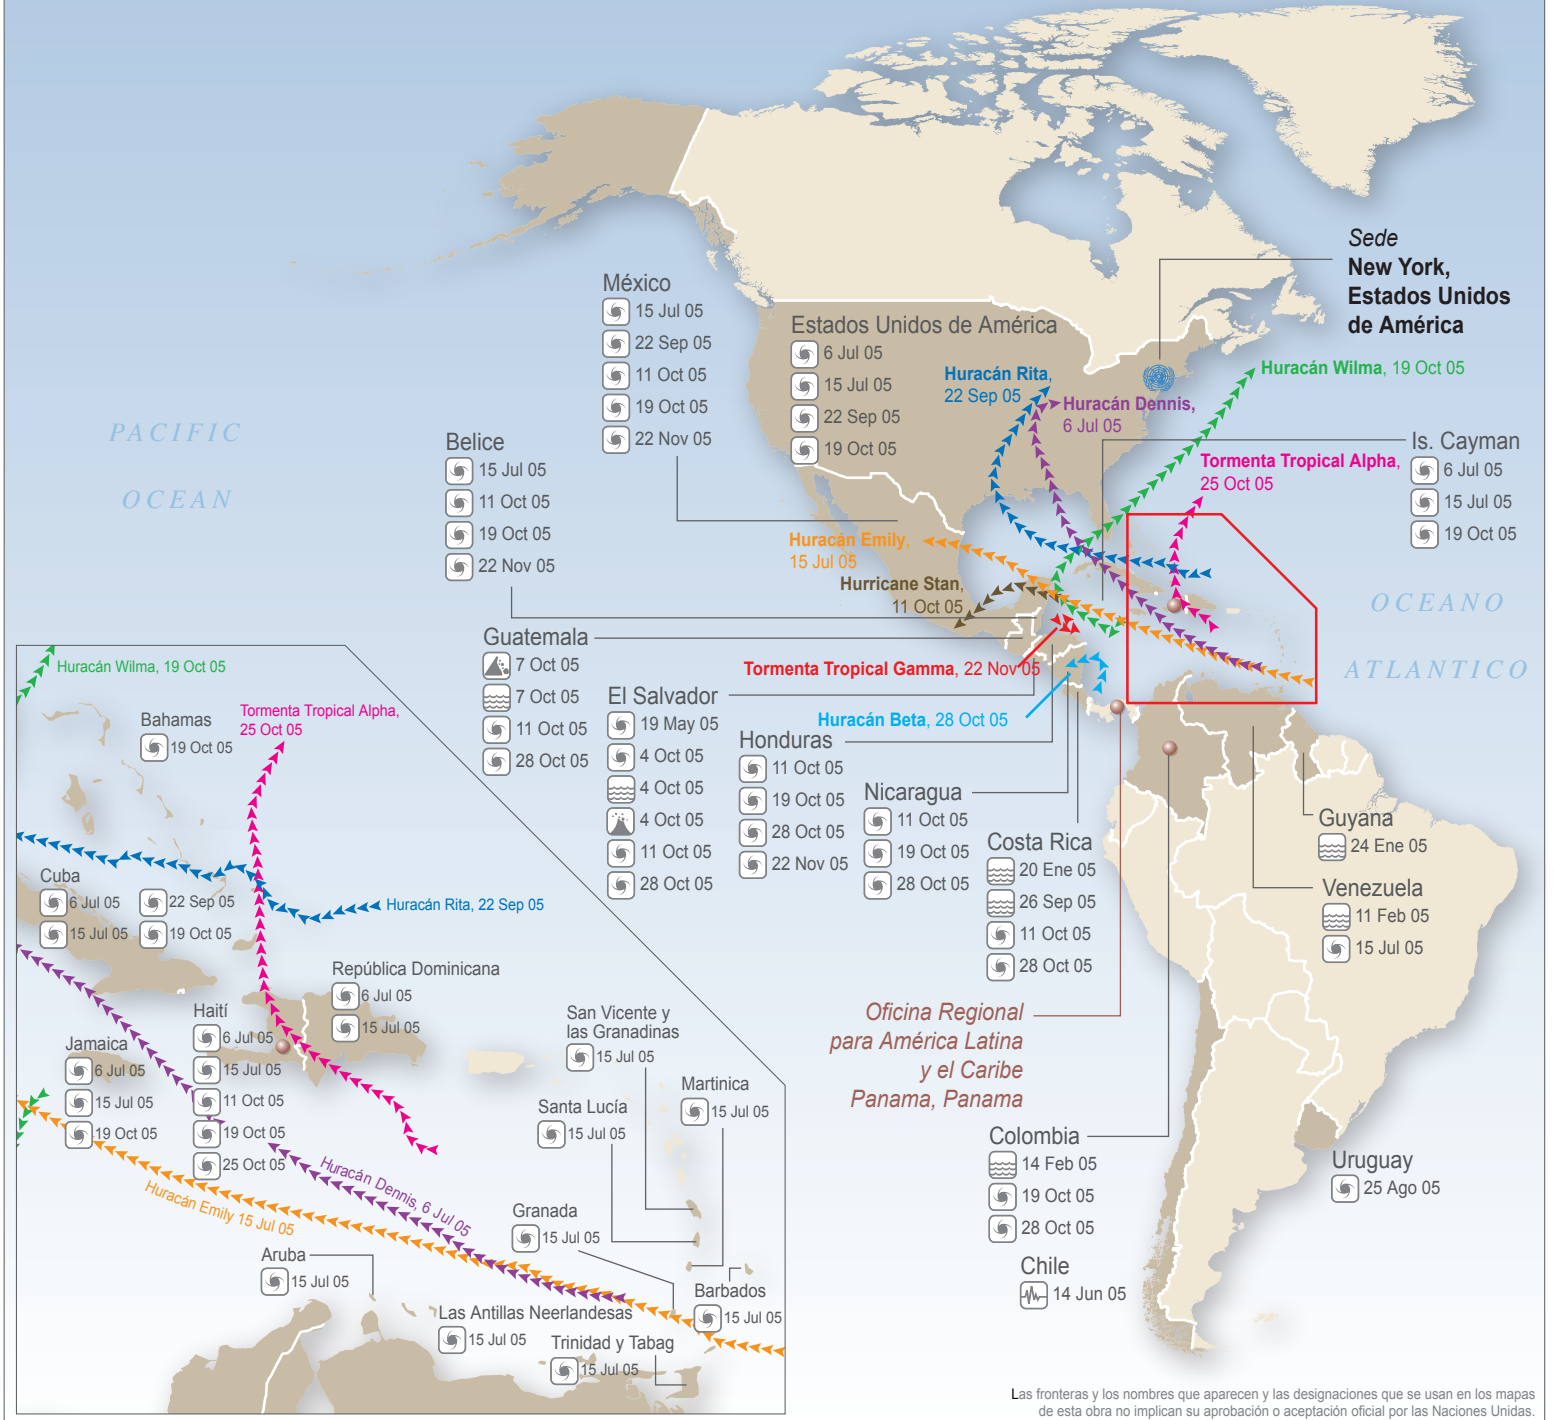 Sede
New York,
Estados Unidos
de América
México
15 Jul 05
22 Sep 05
11 Oct 05
19 Oct 05
22 Nov 05
Estados Unidos de América
6 Jul 05
15 Jul 05
22 Sep 05
19 Oct 05
Huracán Rita,
22 Sep 05
Huracán Dennis,
6 Jul 05
Huracán Wilma, 19 Oct 05
PACIFIC
OCEAN
Belice
15 Jul 05
11 Oct 05
19 Oct 05
22 Nov 05
Is. Cayman
6 Jul 05
15 Jul 05
19 Oct 05
Tormenta Tropical Alpha,
25 Oct 05
Huracán Emily,
15 Jul 05
Hurricane Stan,
11 Oct 05
OCEANO
ATLANTICO
Guatemala
7 Oct 05
7 Oct 05
11 Oct 05
28 Oct 05
Tormenta Tropical Gamma, 22 Nov 05
El Salvador
19 May 05
4 Oct 05
4 Oct 05
4 Oct 05
11 Oct 05
28 Oct 05
Huracán Beta, 28 Oct 05
Honduras
11 Oct 05
19 Oct 05
28 Oct 05
22 Nov 05
Nicaragua
11 Oct 05
19 Oct 05
28 Oct 05
Costa Rica
20 Ene 05
26 Sep 05
11 Oct 05
28 Oct 05
Guyana
24 Ene 05
Venezuela
11 Feb 05
15 Jul 05
Oficina Regional
para América Latina
y el Caribe
Panama, Panama
Colombia
14 Feb 05
19 Oct 05
28 Oct 05
Uruguay
25 Ago 05
Chile
14 Jun 05
Huracán Wilma, 19 Oct 05
Bahamas
19 Oct 05
Tormenta Tropical Alpha,
25 Oct 05
Cuba
6 Jul 05
22 Sep 05
15 Jul 05
19 Oct 05
Huracán Rita, 22 Sep 05
República Dominicana
6 Jul 05
15 Jul 05
Haití
6 Jul 05
15 Jul 05
11 Oct 05
19 Oct 05
25 Oct 05
Jamaica
6 Jul 05
15 Jul 05
19 Oct 05
San Vicente y
las Granadinas
15 Jul 05
Martinica
15 Jul 05
Santa Lucía
15 Jul 05
Huracán Dennis, 6 Jul 05
Huracán Emily 15 Jul 05
Granada
15 Jul 05
Aruba
15 Jul 05
Barbados
15 Jul 05
Las Antillas Neerlandesas
15 Jul 05
Trinidad y Tabag
15 Jul 05
Las fronteras y los nombres que aparecen y las designaciones que se usan en los mapas
de esta obra no implican su aprobación o aceptación oficial por las Naciones Unidas.